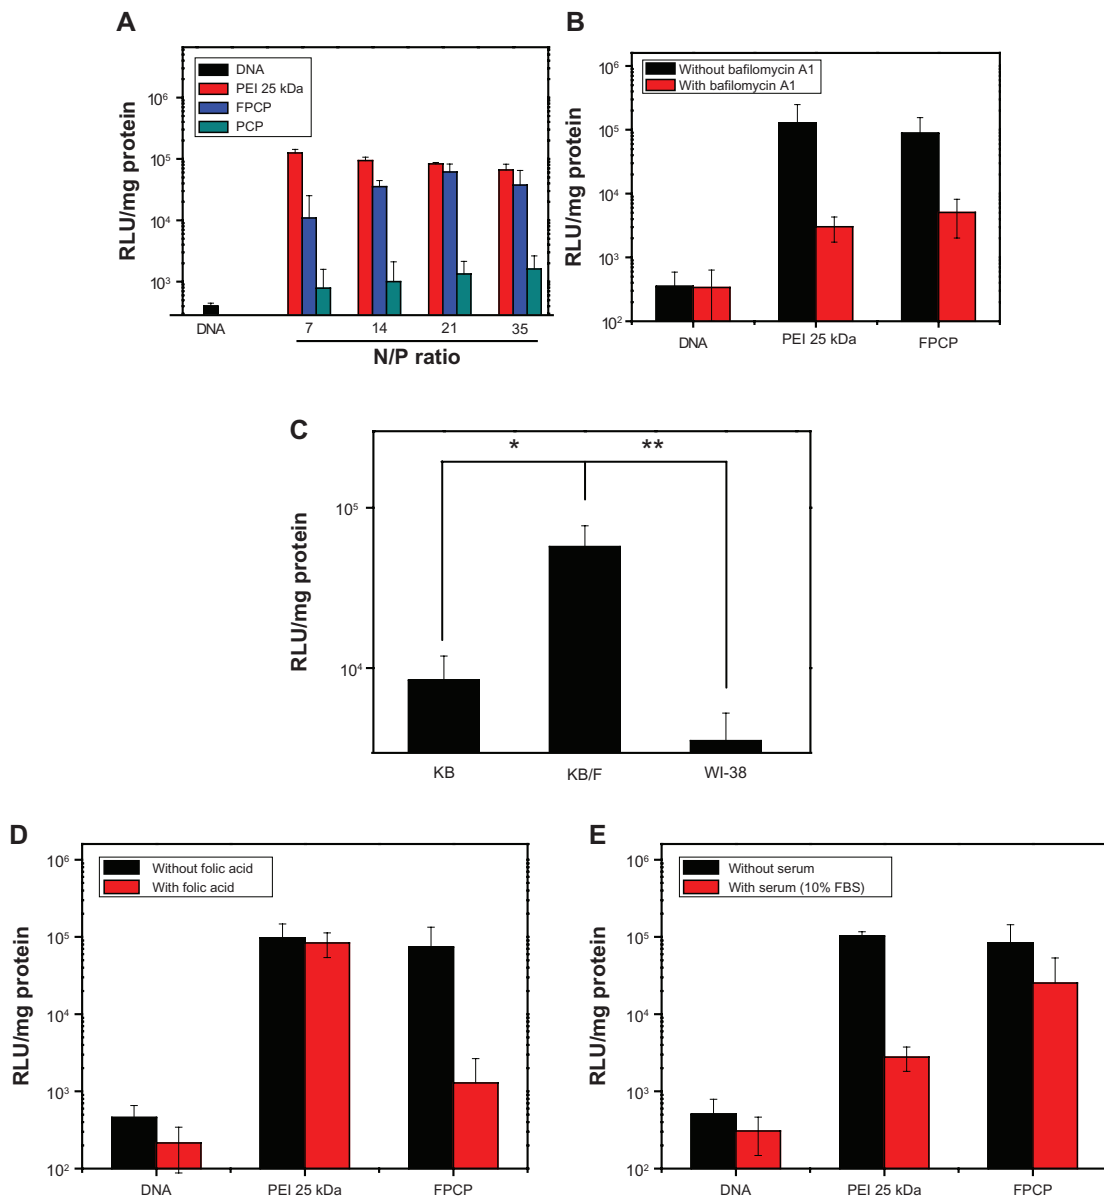 A
DNA
PEI 25 kDa
FPCP
PCP
RLU/mg protein
10⁶
10⁵
10⁴
10³
DNA
7
14
21
35
N/P ratio
B
Without bafilomycin A1
With bafilomycin A1
RLU/mg protein
10⁶
10⁵
10⁴
10³
10²
DNA
PEI 25 kDa
FPCP
C
*
**
RLU/mg protein
10⁵
10⁴
KB
KB/F
WI-38
D
Without folic acid
With folic acid
RLU/mg protein
10⁶
10⁵
10⁴
10³
10²
DNA
PEI 25 kDa
FPCP
E
Without serum
With serum (10% FBS)
RLU/mg protein
10⁶
10⁵
10⁴
10³
10²
DNA
PEI 25 kDa
FPCP